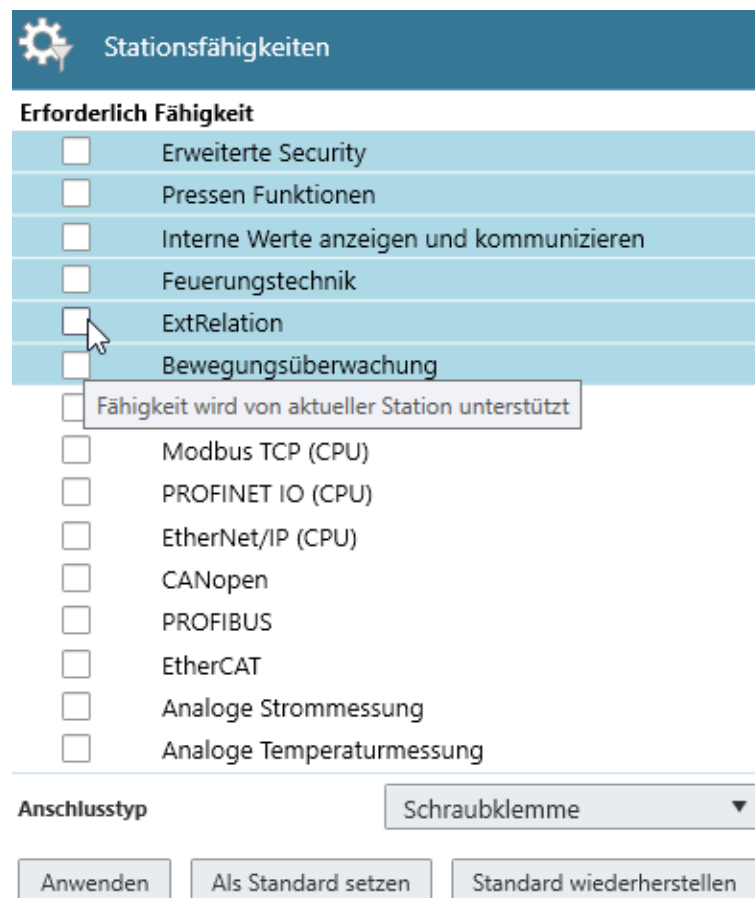 Stationsfähigkeiten
Erforderlich Fähigkeit
Erweiterte Security
Pressen Funktionen
Interne Werte anzeigen und kommunizieren
Feuerungstechnik
ExtRelation
Bewegungsüberwachung
Fähigkeit wird von aktueller Station unterstützt
Modbus TCP (CPU)
PROFINET IO (CPU)
EtherNet/IP (CPU)
CANopen
PROFIBUS
EtherCAT
Analoge Strommessung
Analoge Temperaturmessung
Anschlusstyp Schraubklemme
Anwenden Als Standard setzen Standard wiederherstellen